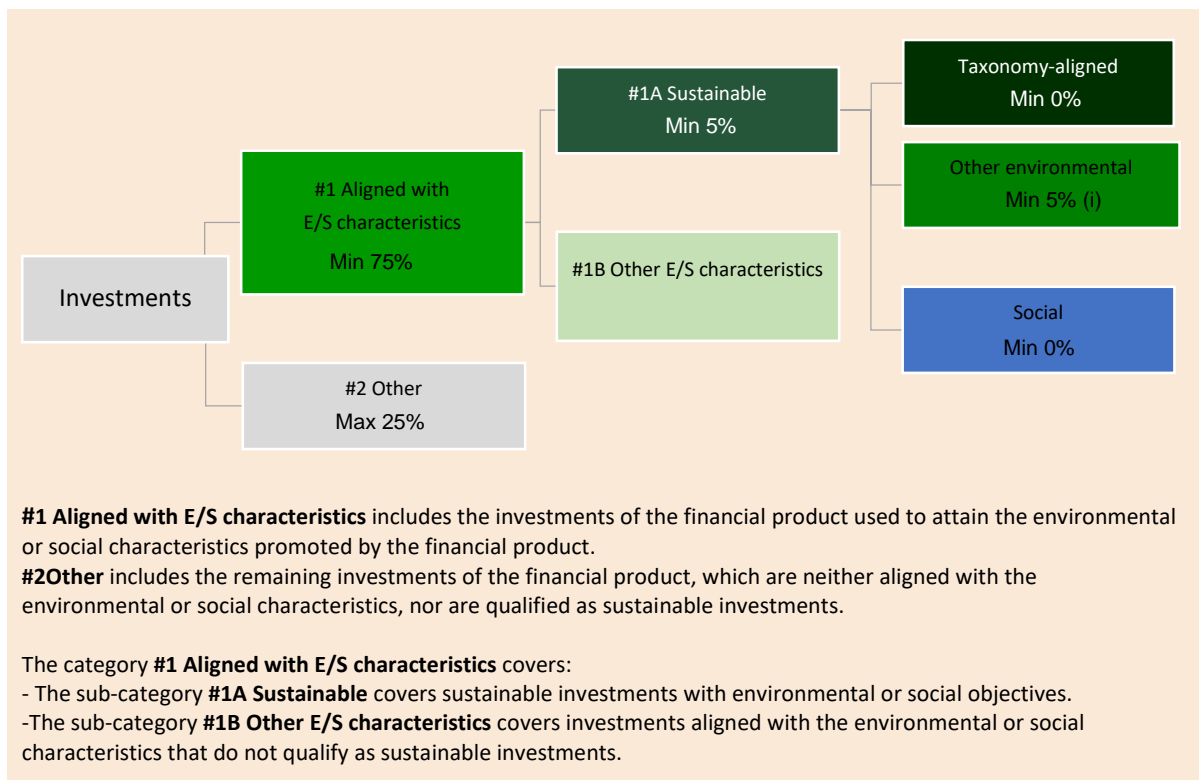 Investments
#1 Aligned with
E/S characteristics
Min 75%
#2 Other
Max 25%
#1A Sustainable
Min 5%
#1B Other E/S characteristics
Taxonomy-aligned
Min 0%
Other environmental
Min 5% (i)
Social
Min 0%
#1 Aligned with E/S characteristics includes the investments of the financial product used to attain the environmental
or social characteristics promoted by the financial product.
#2Other includes the remaining investments of the financial product, which are neither aligned with the
environmental or social characteristics, nor are qualified as sustainable investments.
The category #1 Aligned with E/S characteristics covers:
- The sub-category #1A Sustainable covers sustainable investments with environmental or social objectives.
-The sub-category #1B Other E/S characteristics covers investments aligned with the environmental or social
characteristics that do not qualify as sustainable investments.